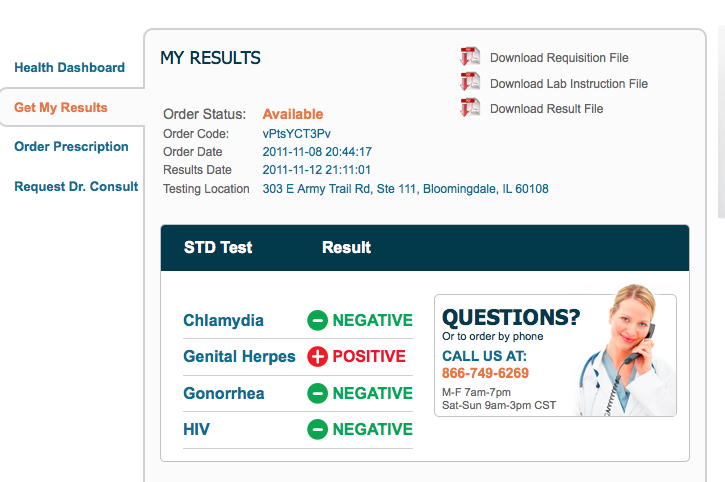 Health Dashboard
Get My Results
Order Prescription
Request Dr. Consult
MY RESULTS
Download Requisition File
Download Lab Instruction File
Download Result File
Order Status: Available
Order Code: vPtsYCT3Pv
Order Date 2011-11-08 20:44:17
Results Date 2011-11-12 21:11:01
Testing Location 303 E Army Trail Rd, Ste 111, Bloomingdale, IL 60108
STD Test Result
Chlamydia NEGATIVE
Genital Herpes POSITIVE
Gonorrhea NEGATIVE
HIV NEGATIVE
QUESTIONS?
Or to order by phone
CALL US AT:
866-749-6269
M-F 7am-7pm
Sat-Sun 9am-3pm CST